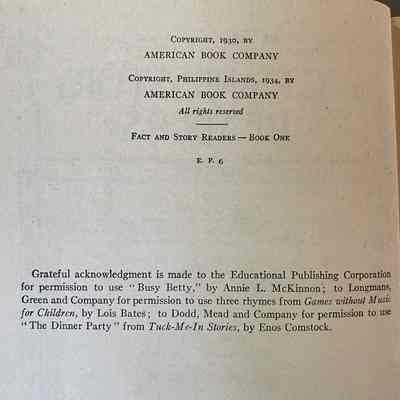 Copyright, 1930, by
AMERICAN BOOK COMPANY
Copyright, Philippine Islands, 1934, by
AMERICAN BOOK COMPANY
All rights reserved
Fact and Story Readers — Book One
E. P. 6
Grateful acknowledgment is made to the Educational Publishing Corporation
for permission to use "Busy Betty," by Annie L. McKinnon; to Longmans,
Green and Company for permission to use three rhymes from Games without Music
for Children, by Lois Bates; to Dodd, Mead and Company for permission to use
"The Dinner Party" from Tuck-Me-In Stories, by Enos Comstock.